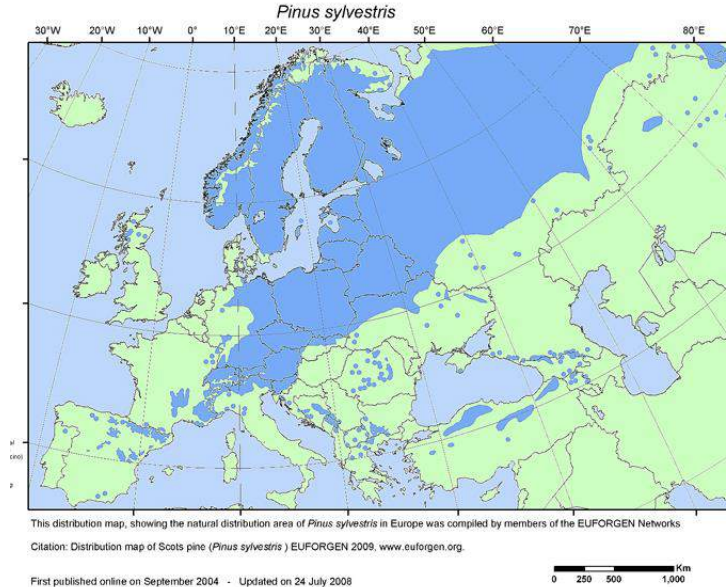 Pinus sylvestris
30°W 20°W 10°W 0° 10°E 20°E 30°E 40°E 50°E 60°E 70°E 80°E
This distribution map, showing the natural distribution area of Pinus sylvestris in Europe was compiled by members of the EUFORGEN Networks
Citation: Distribution map of Scots pine (Pinus sylvestris ) EUFORGEN 2009, www.euforgen.org.
Km
First published online on September 2004 - Updated on 24 July 2008
0 250 500 1,000